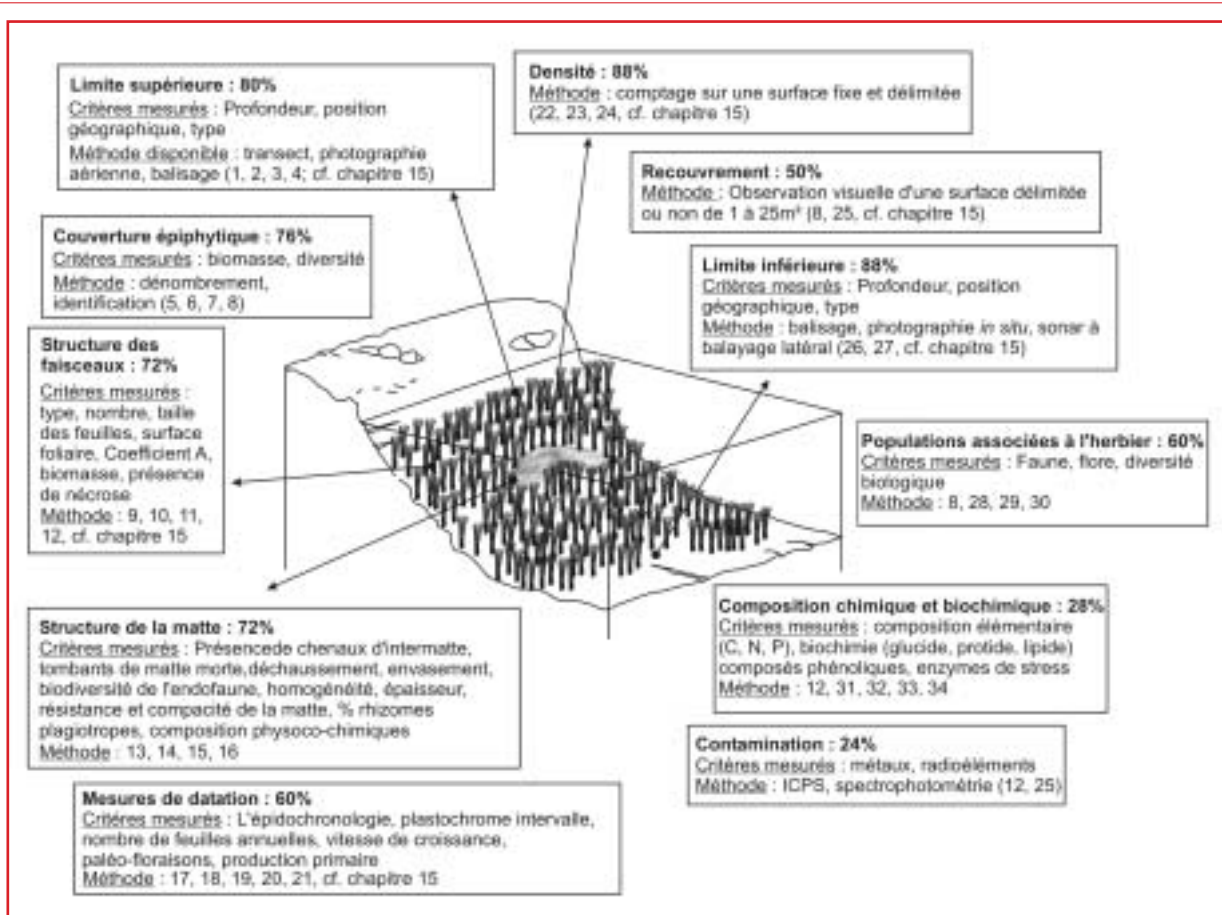 Limite supérieure : 80%
Critères mesurés : Profondeur, position
géographique, type
Méthode disponible : transect, photographie
aérienne, balisage (1, 2, 3, 4; cf. chapitre 15)
Densité : 88%
Méthode : comptage sur une surface fixe et délimitée
(22, 23, 24, cf. chapitre 15)
Recouvrement : 50%
Méthode : Observation visuelle d'une surface délimitée
ou non de 1 à 25m² (8, 25, cf. chapitre 15)
Couverture épiphytique : 76%
Critères mesurés : biomasse, diversité
Méthode : dénombrement,
identification (5, 6, 7, 8)
Limite inférieure : 88%
Critères mesurés : Profondeur, position
géographique, type
Méthode : balisage, photographie in situ, sonar à
balayage latéral (26, 27, cf. chapitre 15)
Structure des
faisceaux : 72%
Critères mesurés :
type, nombre, taille
des feuilles, surface
foliaire, Coefficient A,
biomasse, présence
de nécrose
Méthode : 9, 10, 11,
12, cf. chapitre 15
Populations associées à l'herbier : 60%
Critères mesurés : Faune, flore, diversité
biologique
Méthode : 8, 28, 29, 30
Structure de la matte : 72%
Critères mesurés : Présencede chenaux d'intermatte,
tombants de matte morte,déchaussement, envasement,
biodiversité de l'endofaune, homogénéité, épaisseur,
résistance et compacité de la matte, % rhizomes
plagiotropes, composition physoco-chimiques
Méthode : 13, 14, 15, 16
Composition chimique et biochimique : 28%
Critères mesurés : composition élémentaire
(C, N, P), biochimie (glucide, protide, lipide)
composés phénoliques, enzymes de stress
Méthode : 12, 31, 32, 33, 34
Contamination : 24%
Critères mesurés : métaux, radioéléments
Méthode : ICPS, spectrophotométrie (12, 25)
Mesures de datation : 60%
Critères mesurés : L'épidochronologie, plastochrome intervalle,
nombre de feuilles annuelles, vitesse de croissance,
paléo-floraisons, production primaire
Méthode : 17, 18, 19, 20, 21, cf. chapitre 15